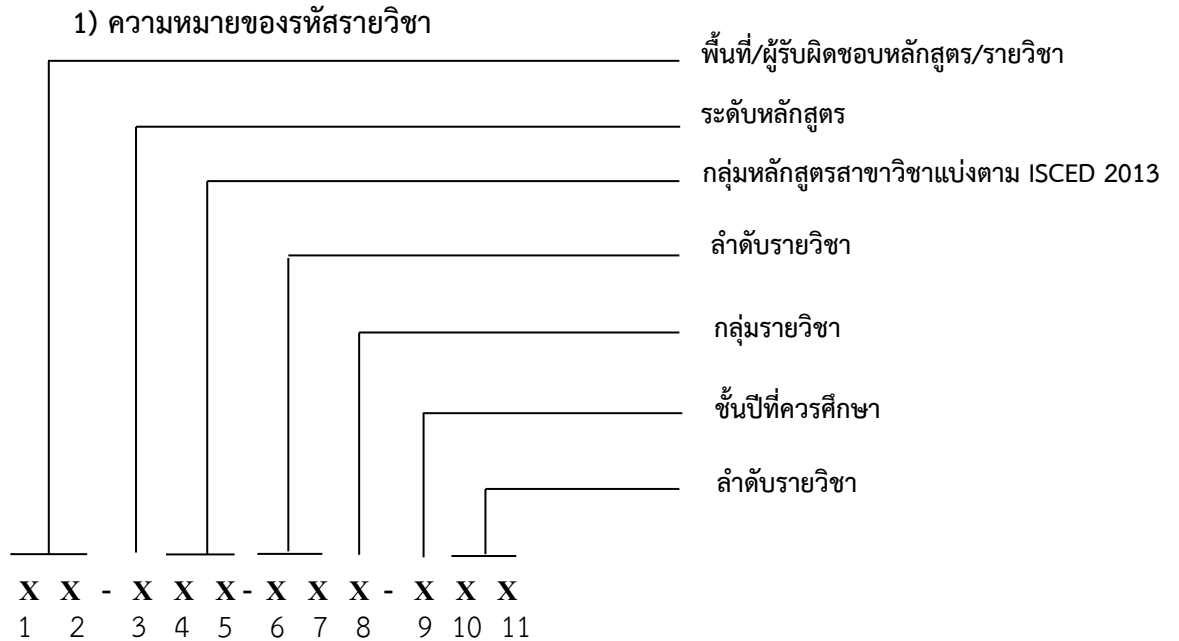 1) ความหมายของรหัสรายวิชา
พื้นที่/ผู้รับผิดชอบหลักสูตร/รายวิชา
ระดับหลักสูตร
กลุ่มหลักสูตรสาขาวิชาแบ่งตาม ISCED 2013
ลำดับรายวิชา
กลุ่มรายวิชา
ชั้นปีที่ควรศึกษา
ลำดับรายวิชา
X X - X X X - X X X - X X X
1 2 3 4 5 6 7 8 9 10 11